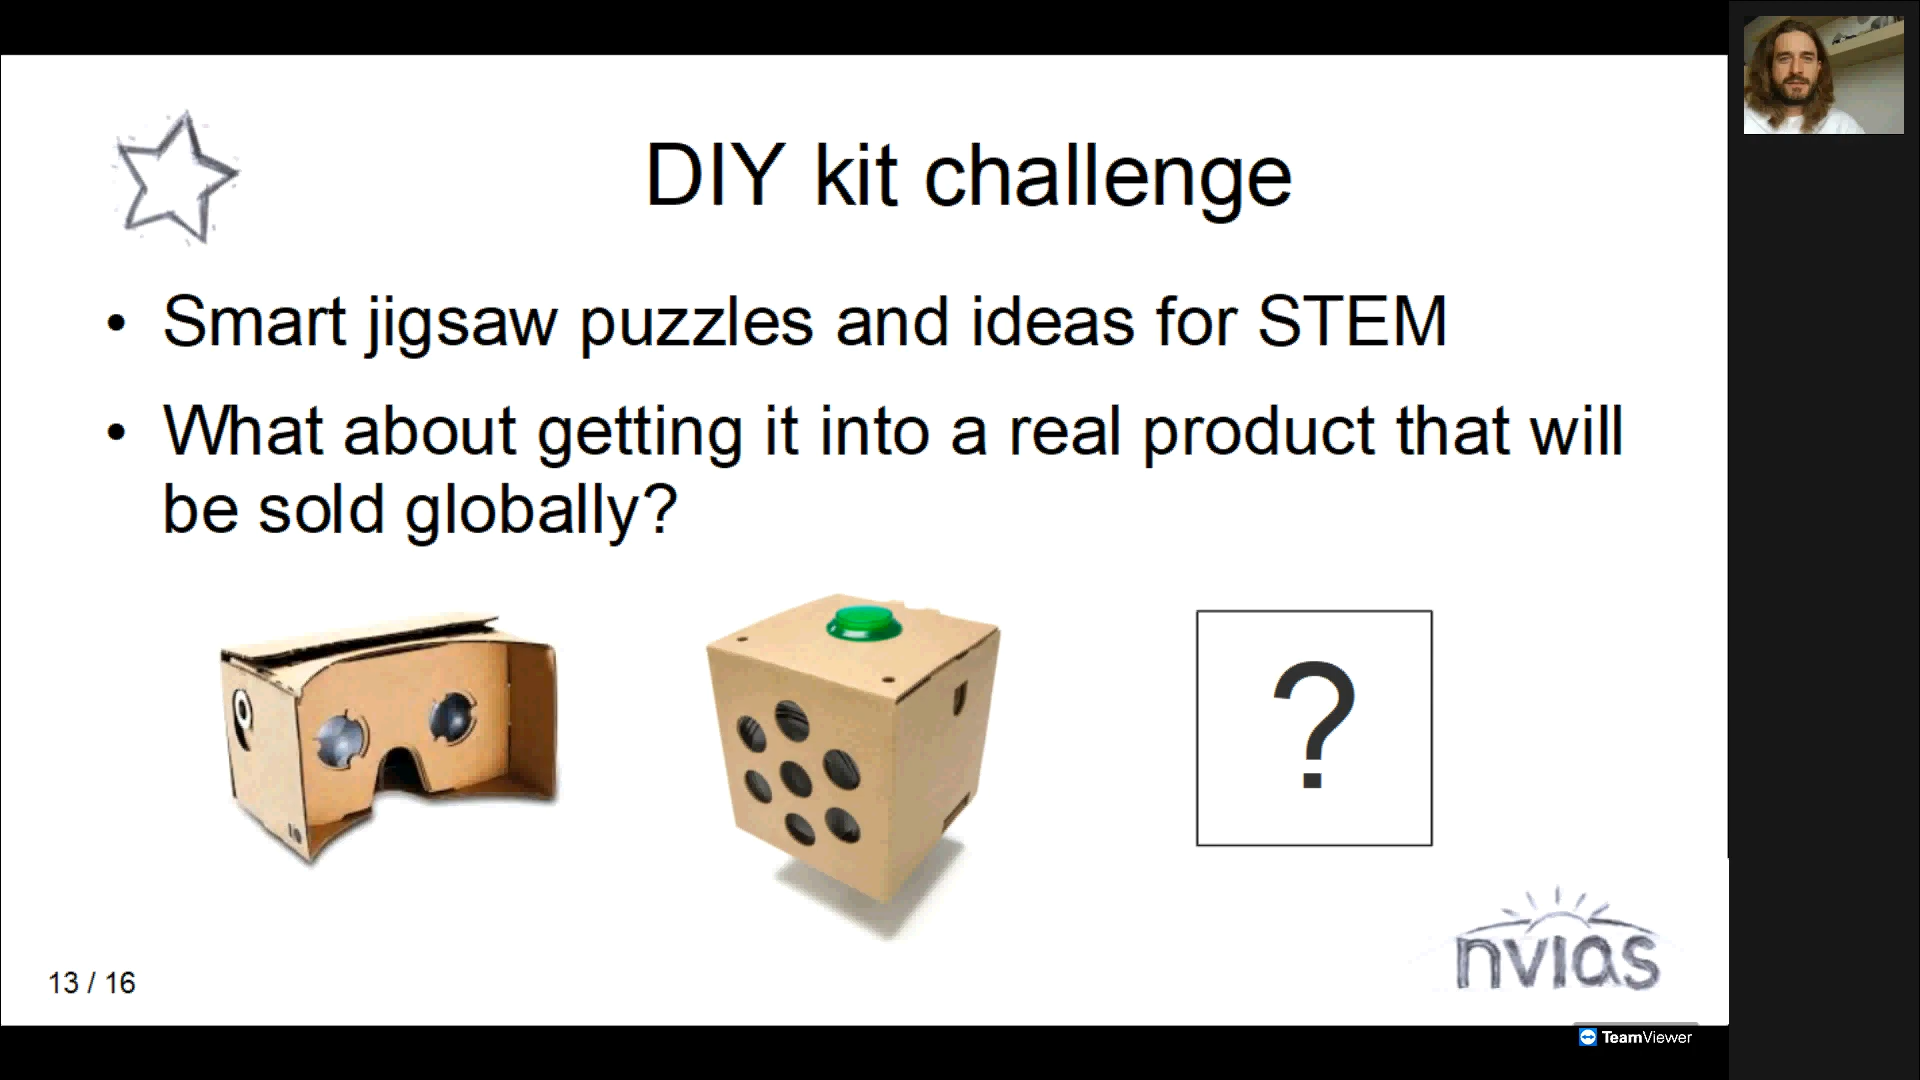 DIY kit challenge
• Smart jigsaw puzzles and ideas for STEM
• What about getting it into a real product that will
be sold globally?
?
nvias
13 / 16
TeamViewer